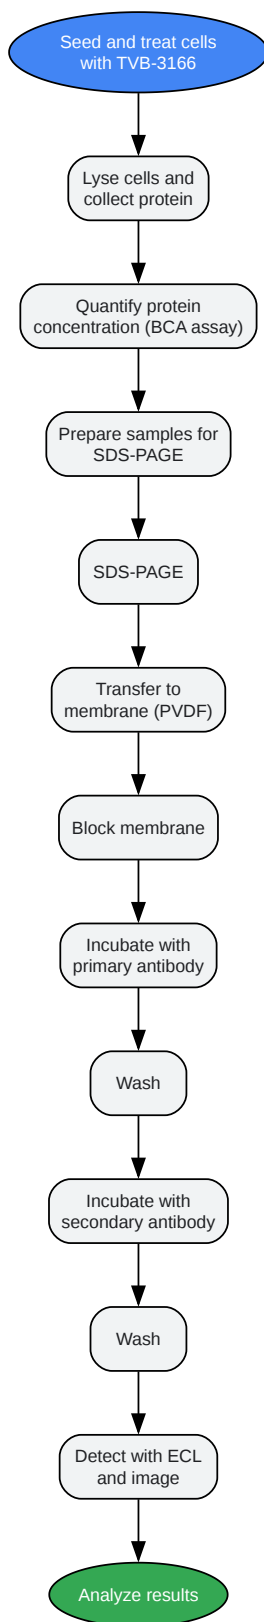 Seed and treat cells
with TVB-3166
Lyse cells and
collect protein
Quantify protein
concentration (BCA assay)
Prepare samples for
SDS-PAGE
SDS-PAGE
Transfer to
membrane (PVDF)
Block membrane
Incubate with
primary antibody
Wash
Incubate with
secondary antibody
Wash
Detect with ECL
and image
Analyze results